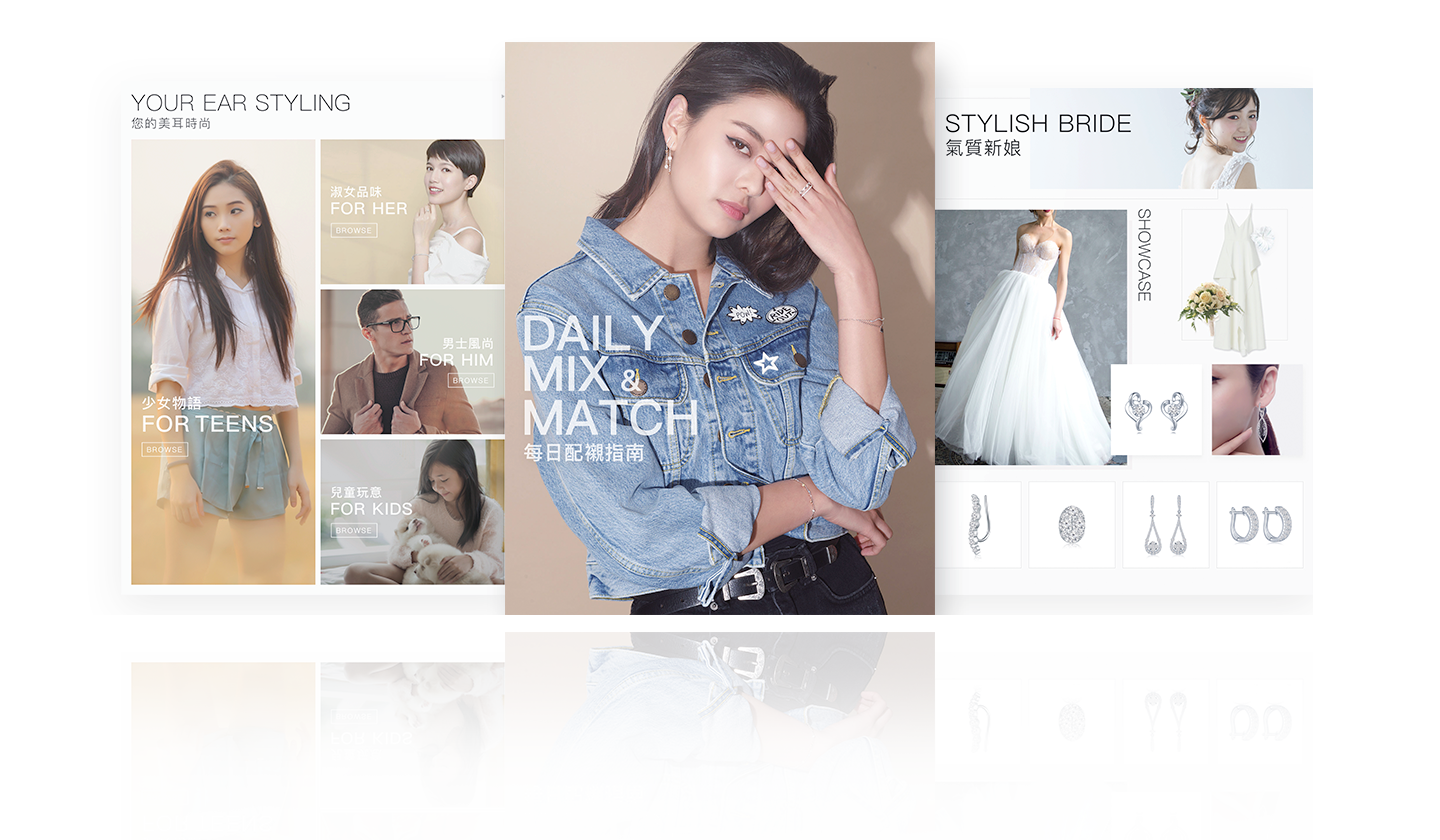 YOUR EAR STYLING
您的美耳時尚
少女物語
FOR TEENS
BROWSE
淑女品味
FOR HER
BROWSE
男士風尚
FOR HIM
BROWSE
兒童玩意
FOR KIDS
BROWSE
DAILY
MIX &
MATCH
每日配襯指南
STYLISH BRIDE
氣質新娘
SHOWCASE